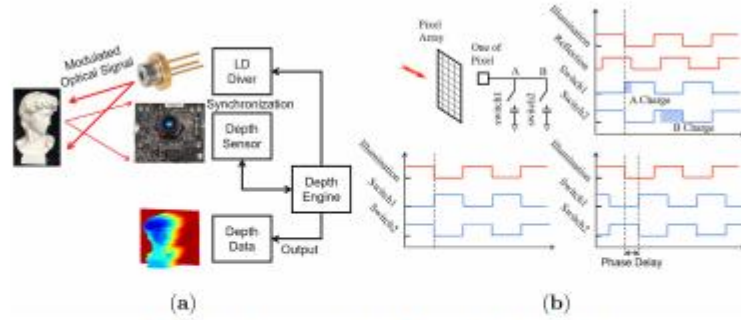 Modulated
Optical Signal
LD
Diver
Synchronization
Depth
Sensor
Depth
Engine
Depth
Data
Output
(a)
Pixel
Array
One of
Pixel
A
B
switch1
switch2
Illumination
Reflection
Switch1
Switch2
A Charge
B Charge
Illumination
Switch1
Switch2
Illumination
Switch1
Switch2
Phase Delay
(b)